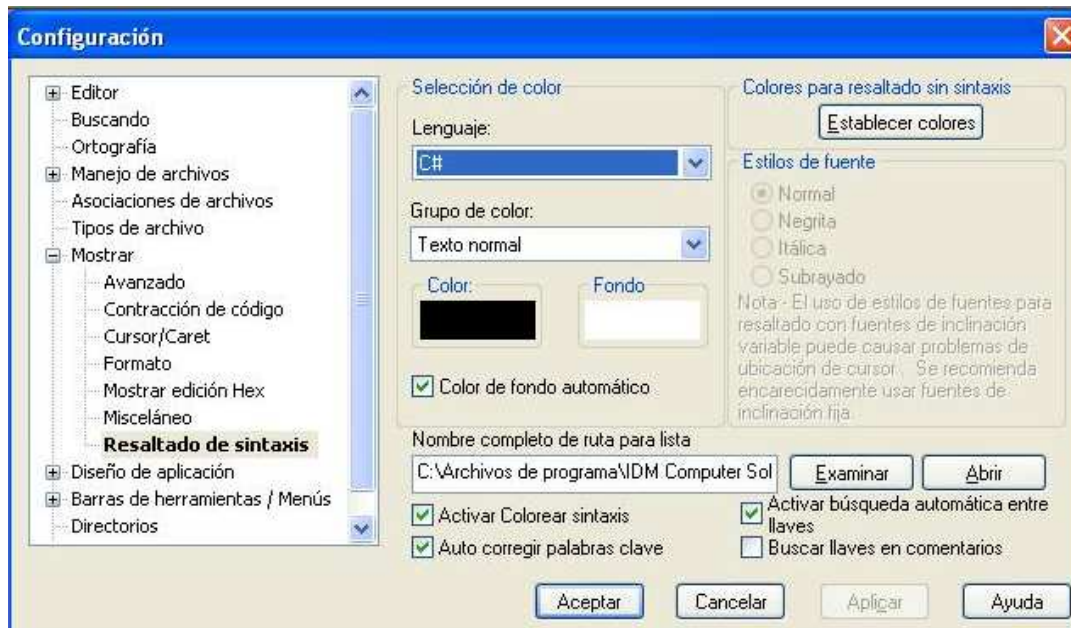 Configuración
Editor
Buscando
Ortografía
Manejo de archivos
Asociaciones de archivos
Tipos de archivo
Mostrar
Avanzado
Contracción de código
Cursor/Caret
Formato
Mostrar edición Hex
Misceláneo
Resaltado de sintaxis
Diseño de aplicación
Barras de herramientas / Menús
Directorios
Selección de color
Lenguaje:
C#
Grupo de color:
Texto normal
Color:
Fondo
Color de fondo automático
Colores para resaltado sin sintaxis
Establecer colores
Estilos de fuente
Normal
Negrita
Itálica
Subrayado
Nota - El uso de estilos de fuentes para
resaltado con fuentes de inclinación
variable puede causar problemas de
ubicación de cursor. Se recomienda
encarecidamente usar fuentes de
inclinación fija
Nombre completo de ruta para lista
C:\Archivos de programa\IDM Computer Sol
Examinar
Abrir
Activar Colorear sintaxis
Auto corregir palabras clave
Activar búsqueda automática entre
llaves
Buscar llaves en comentarios
Aceptar
Cancelar
Aplicar
Ayuda